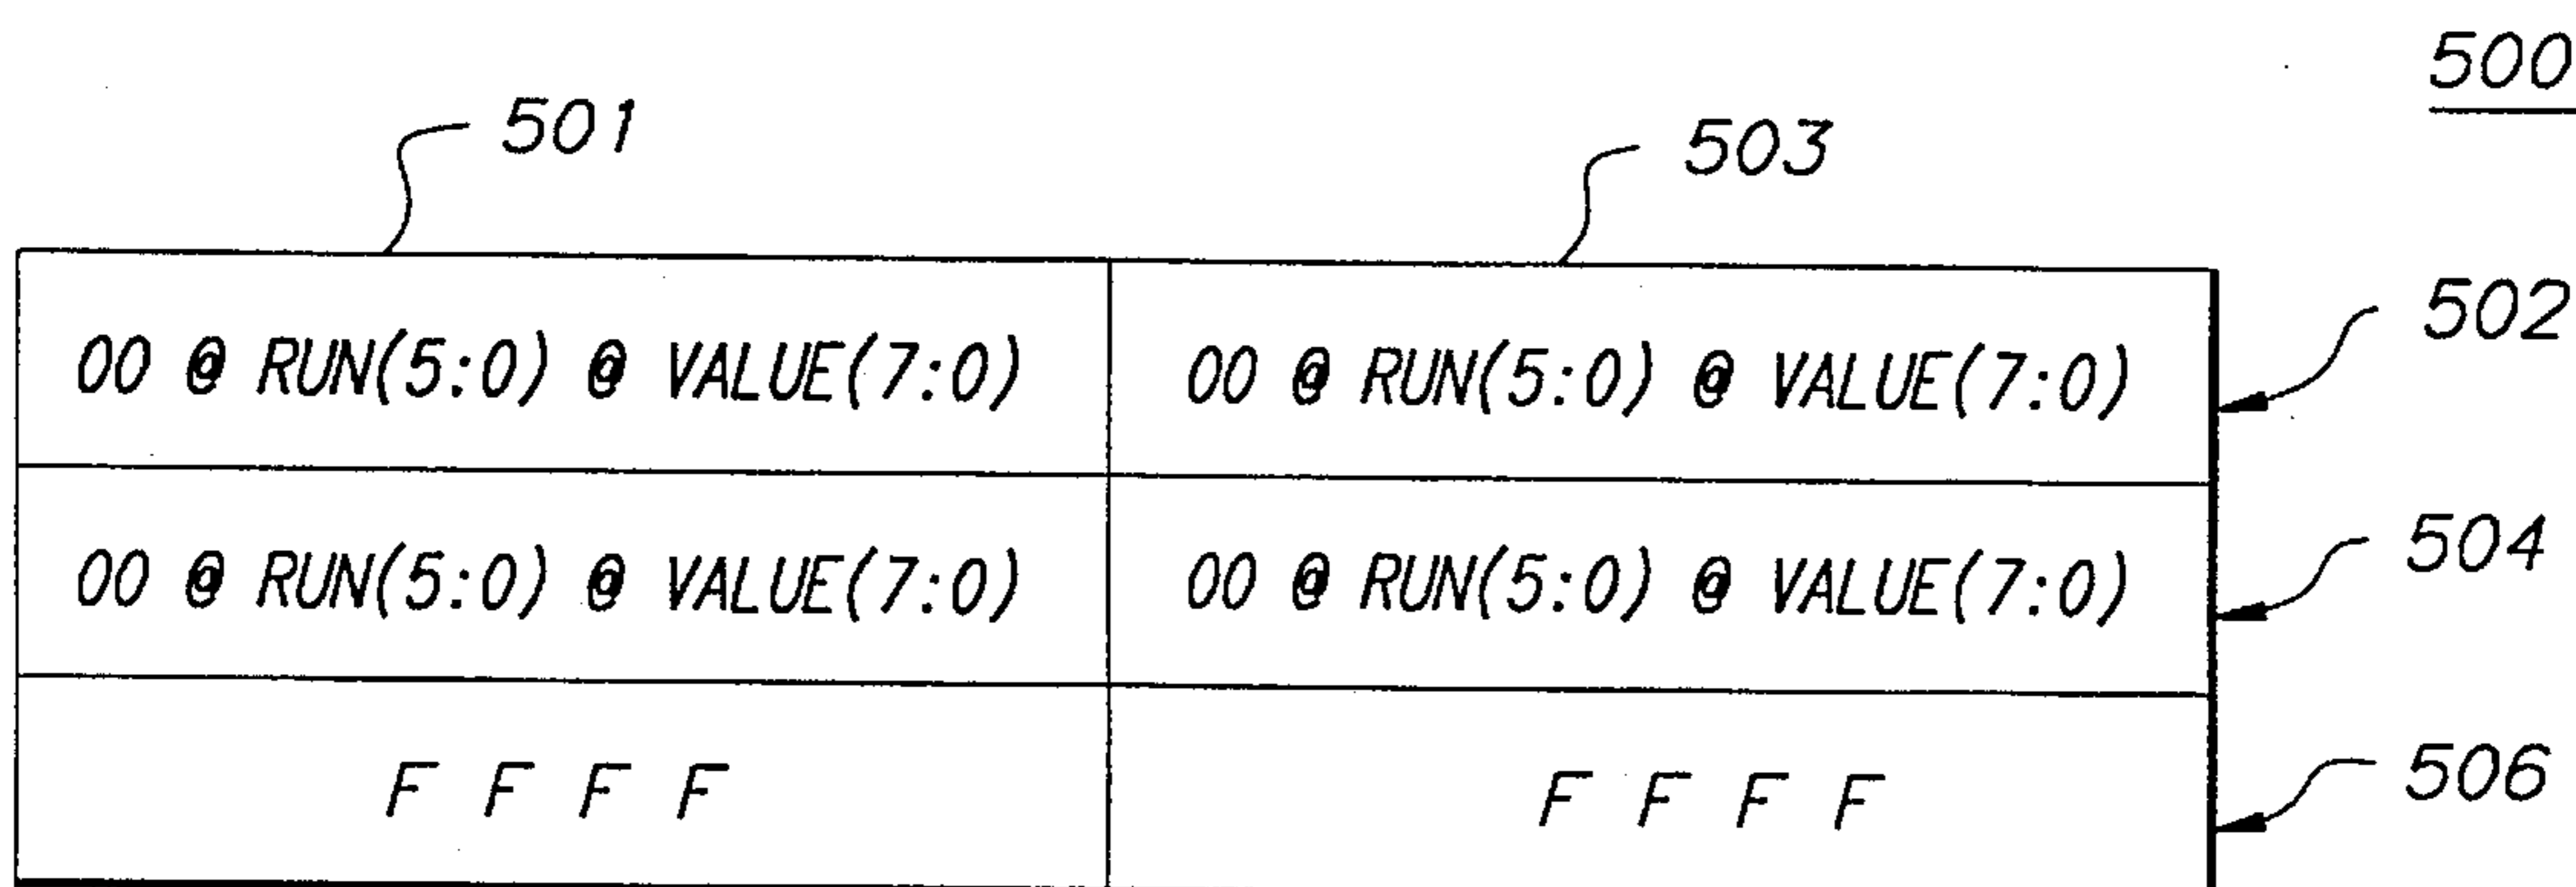 500
501
503
00 @ RUN(5:0) @ VALUE(7:0) 00 @ RUN(5:0) @ VALUE(7:0)
502
00 @ RUN(5:0) @ VALUE(7:0) 00 @ RUN(5:0) @ VALUE(7:0)
504
F F F F F F F F
506